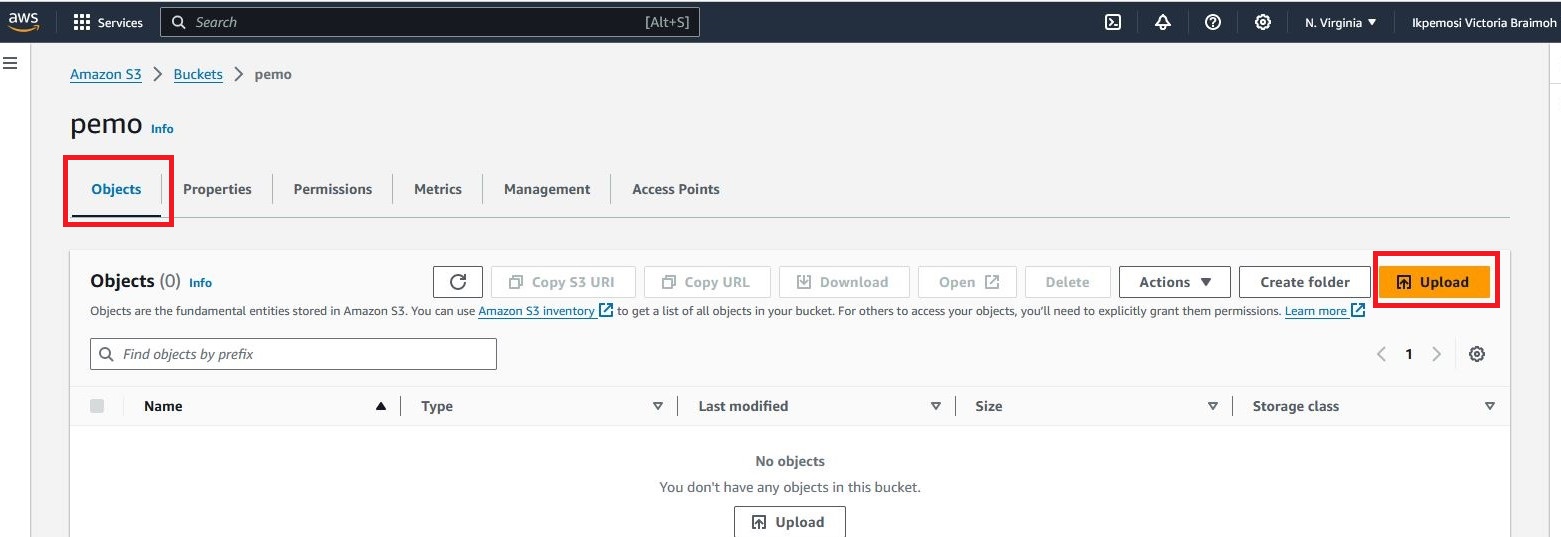 aws Services Search [Alt+S] N. Virginia Ikpemosi Victoria Braimoh
Amazon S3 Buckets pemo
pemo Info
Objects Properties Permissions Metrics Management Access Points
Objects (0) Info Copy S3 URI Copy URL Download Open Delete Actions Create folder Upload
Objects are the fundamental entities stored in Amazon S3. You can use Amazon S3 inventory to get a list of all objects in your bucket. For others to access your objects, you'll need to explicitly grant them permissions. Learn more
Find objects by prefix 1
Name Type Last modified Size Storage class
No objects
You don't have any objects in this bucket.
Upload